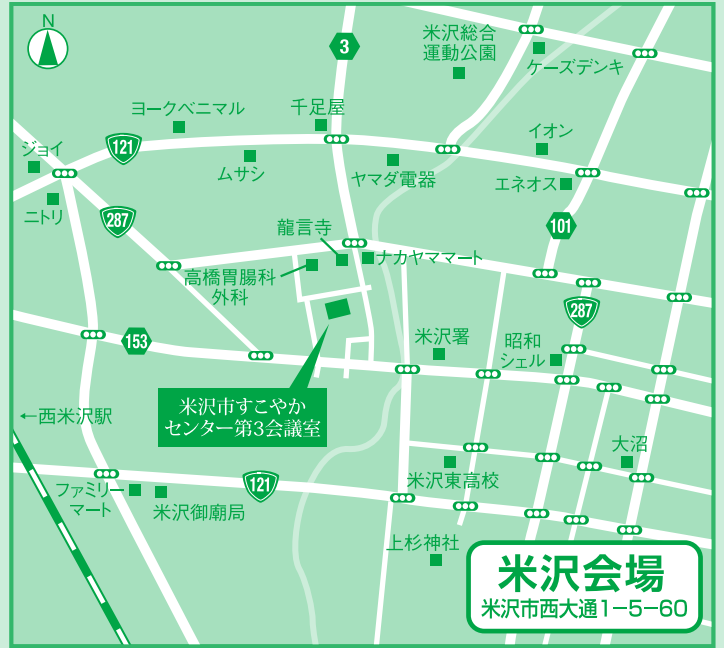 N
3
米沢総合
運動公園
ケーズデンキ
ヨークベニマル
千足屋
イオン
ジョイ
121
ムサシ
ヤマダ電器
エネオス
ニトリ
287
龍言寺
101
ナカヤママート
高橋胃腸科
外科
287
153
米沢署
昭和
シェル
米沢市すこやか
センター第3会議室
←西米沢駅
大沼
ファミリー
マート
121
米沢東高校
米沢御廟局
上杉神社
米沢会場
米沢市西大通1−5−60